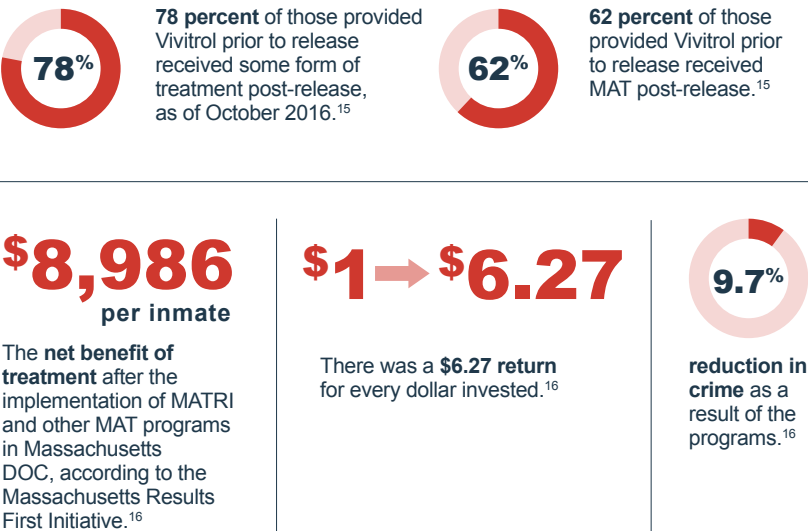 78%
78 percent of those provided
Vivitrol prior to release
received some form of
treatment post-release,
as of October 2016.15
62%
62 percent of those
provided Vivitrol prior
to release received
MAT post-release.15
$8,986
per inmate
The net benefit of
treatment after the
implementation of MATRI
and other MAT programs
in Massachusetts
DOC, according to the
Massachusetts Results
First Initiative.16
$1 → $6.27
There was a $6.27 return
for every dollar invested.16
9.7%
reduction in
crime as a
result of the
programs.16